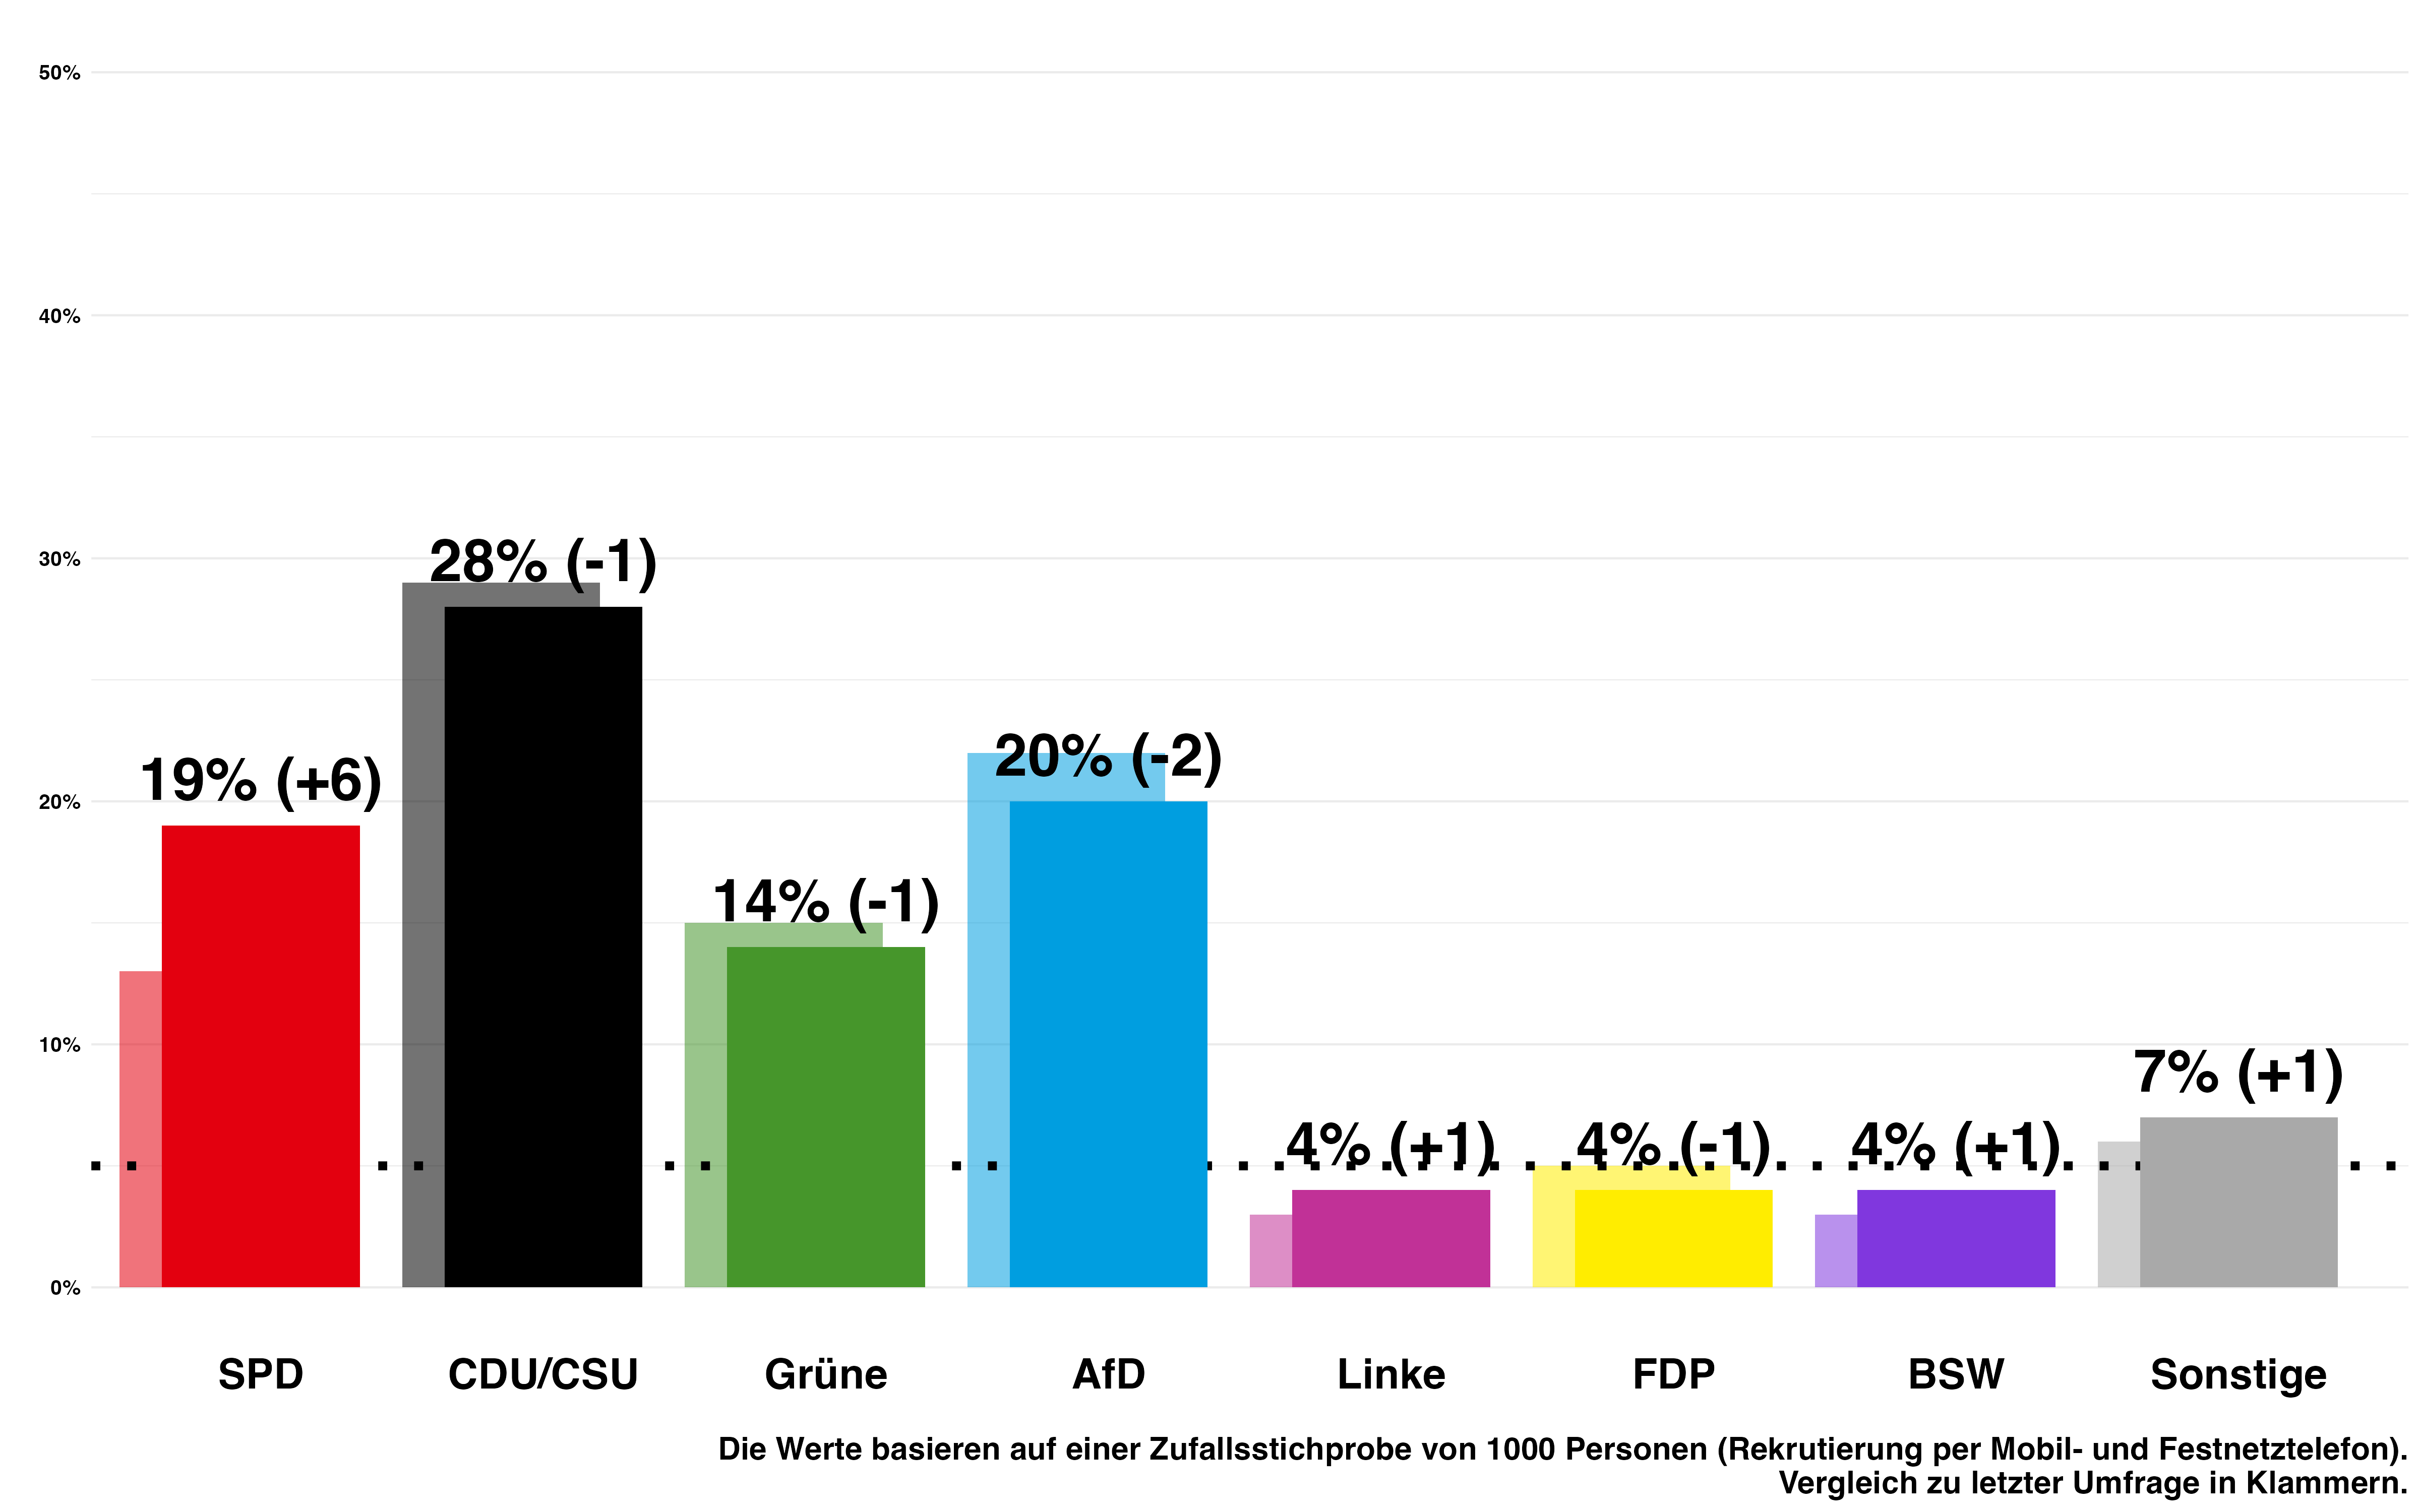 50%
40%
30%
20%
10%
0%
19% (+6)
28% (-1)
14% (-1)
20% (-2)
4% (+1)
4% (-1)
4% (+1)
7% (+1)
SPD
CDU/CSU
Grüne
AfD
Linke
FDP
BSW
Sonstige
Die Werte basieren auf einer Zufallsstichprobe von 1000 Personen (Rekrutierung per Mobil- und Festnetztelefon).
Vergleich zu letzter Umfrage in Klammern.